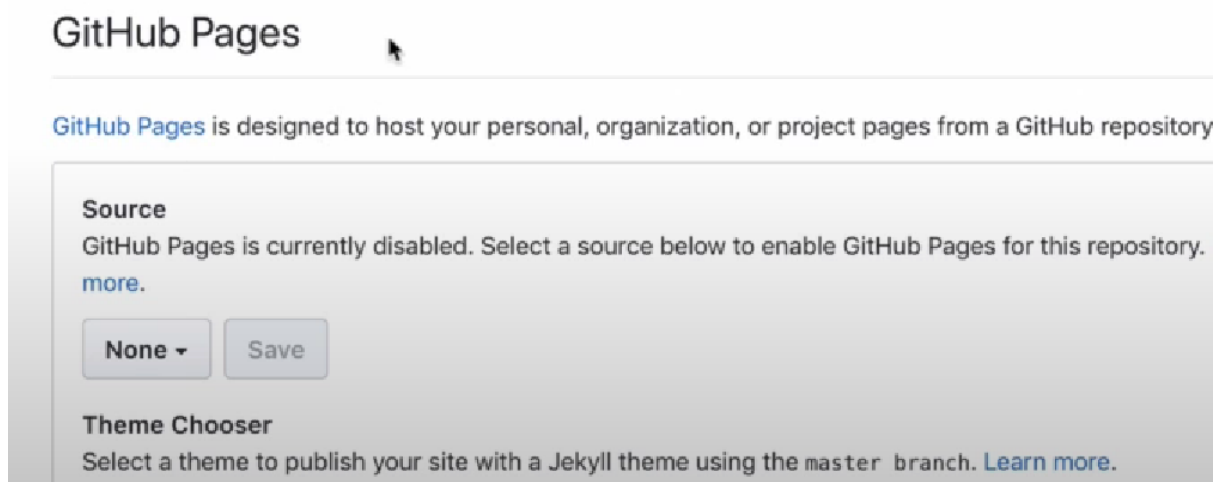 GitHub Pages
GitHub Pages is designed to host your personal, organization, or project pages from a GitHub repository
Source
GitHub Pages is currently disabled. Select a source below to enable GitHub Pages for this repository.
more.
None Save
Theme Chooser
Select a theme to publish your site with a Jekyll theme using the master branch. Learn more.